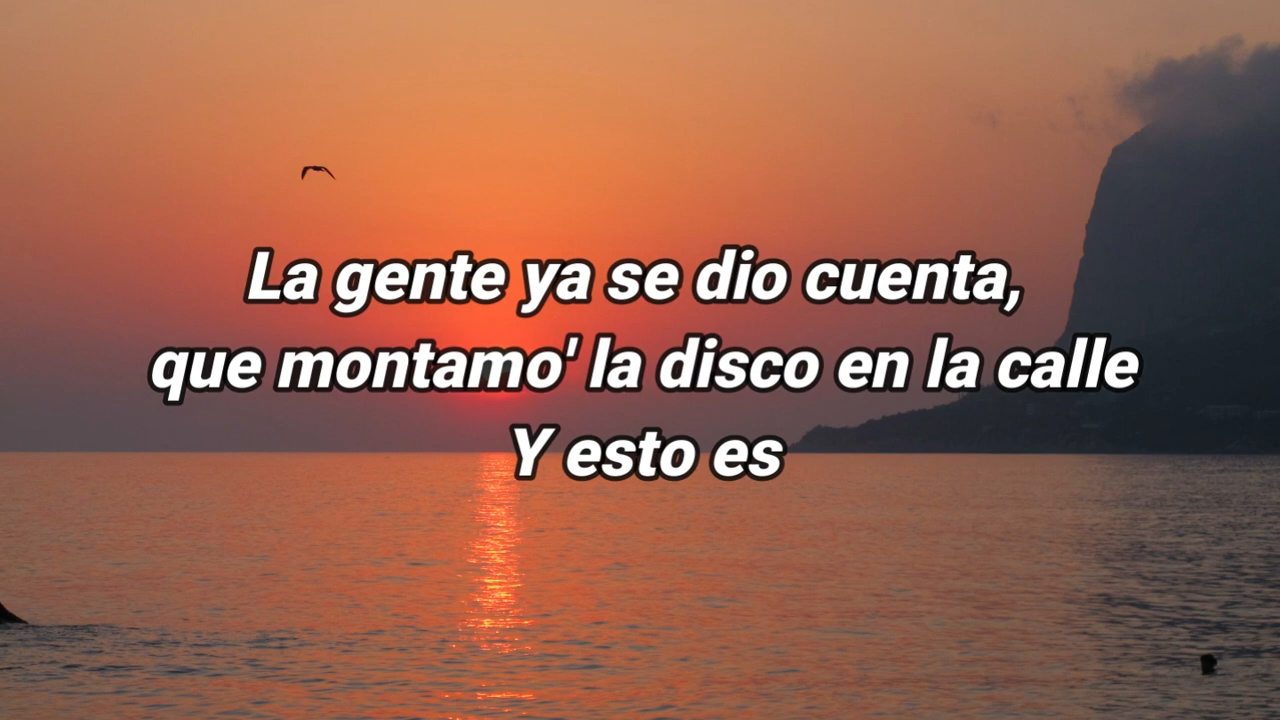 La gente ya se dio cuenta,
que montamo' la disco en la calle
Y esto es